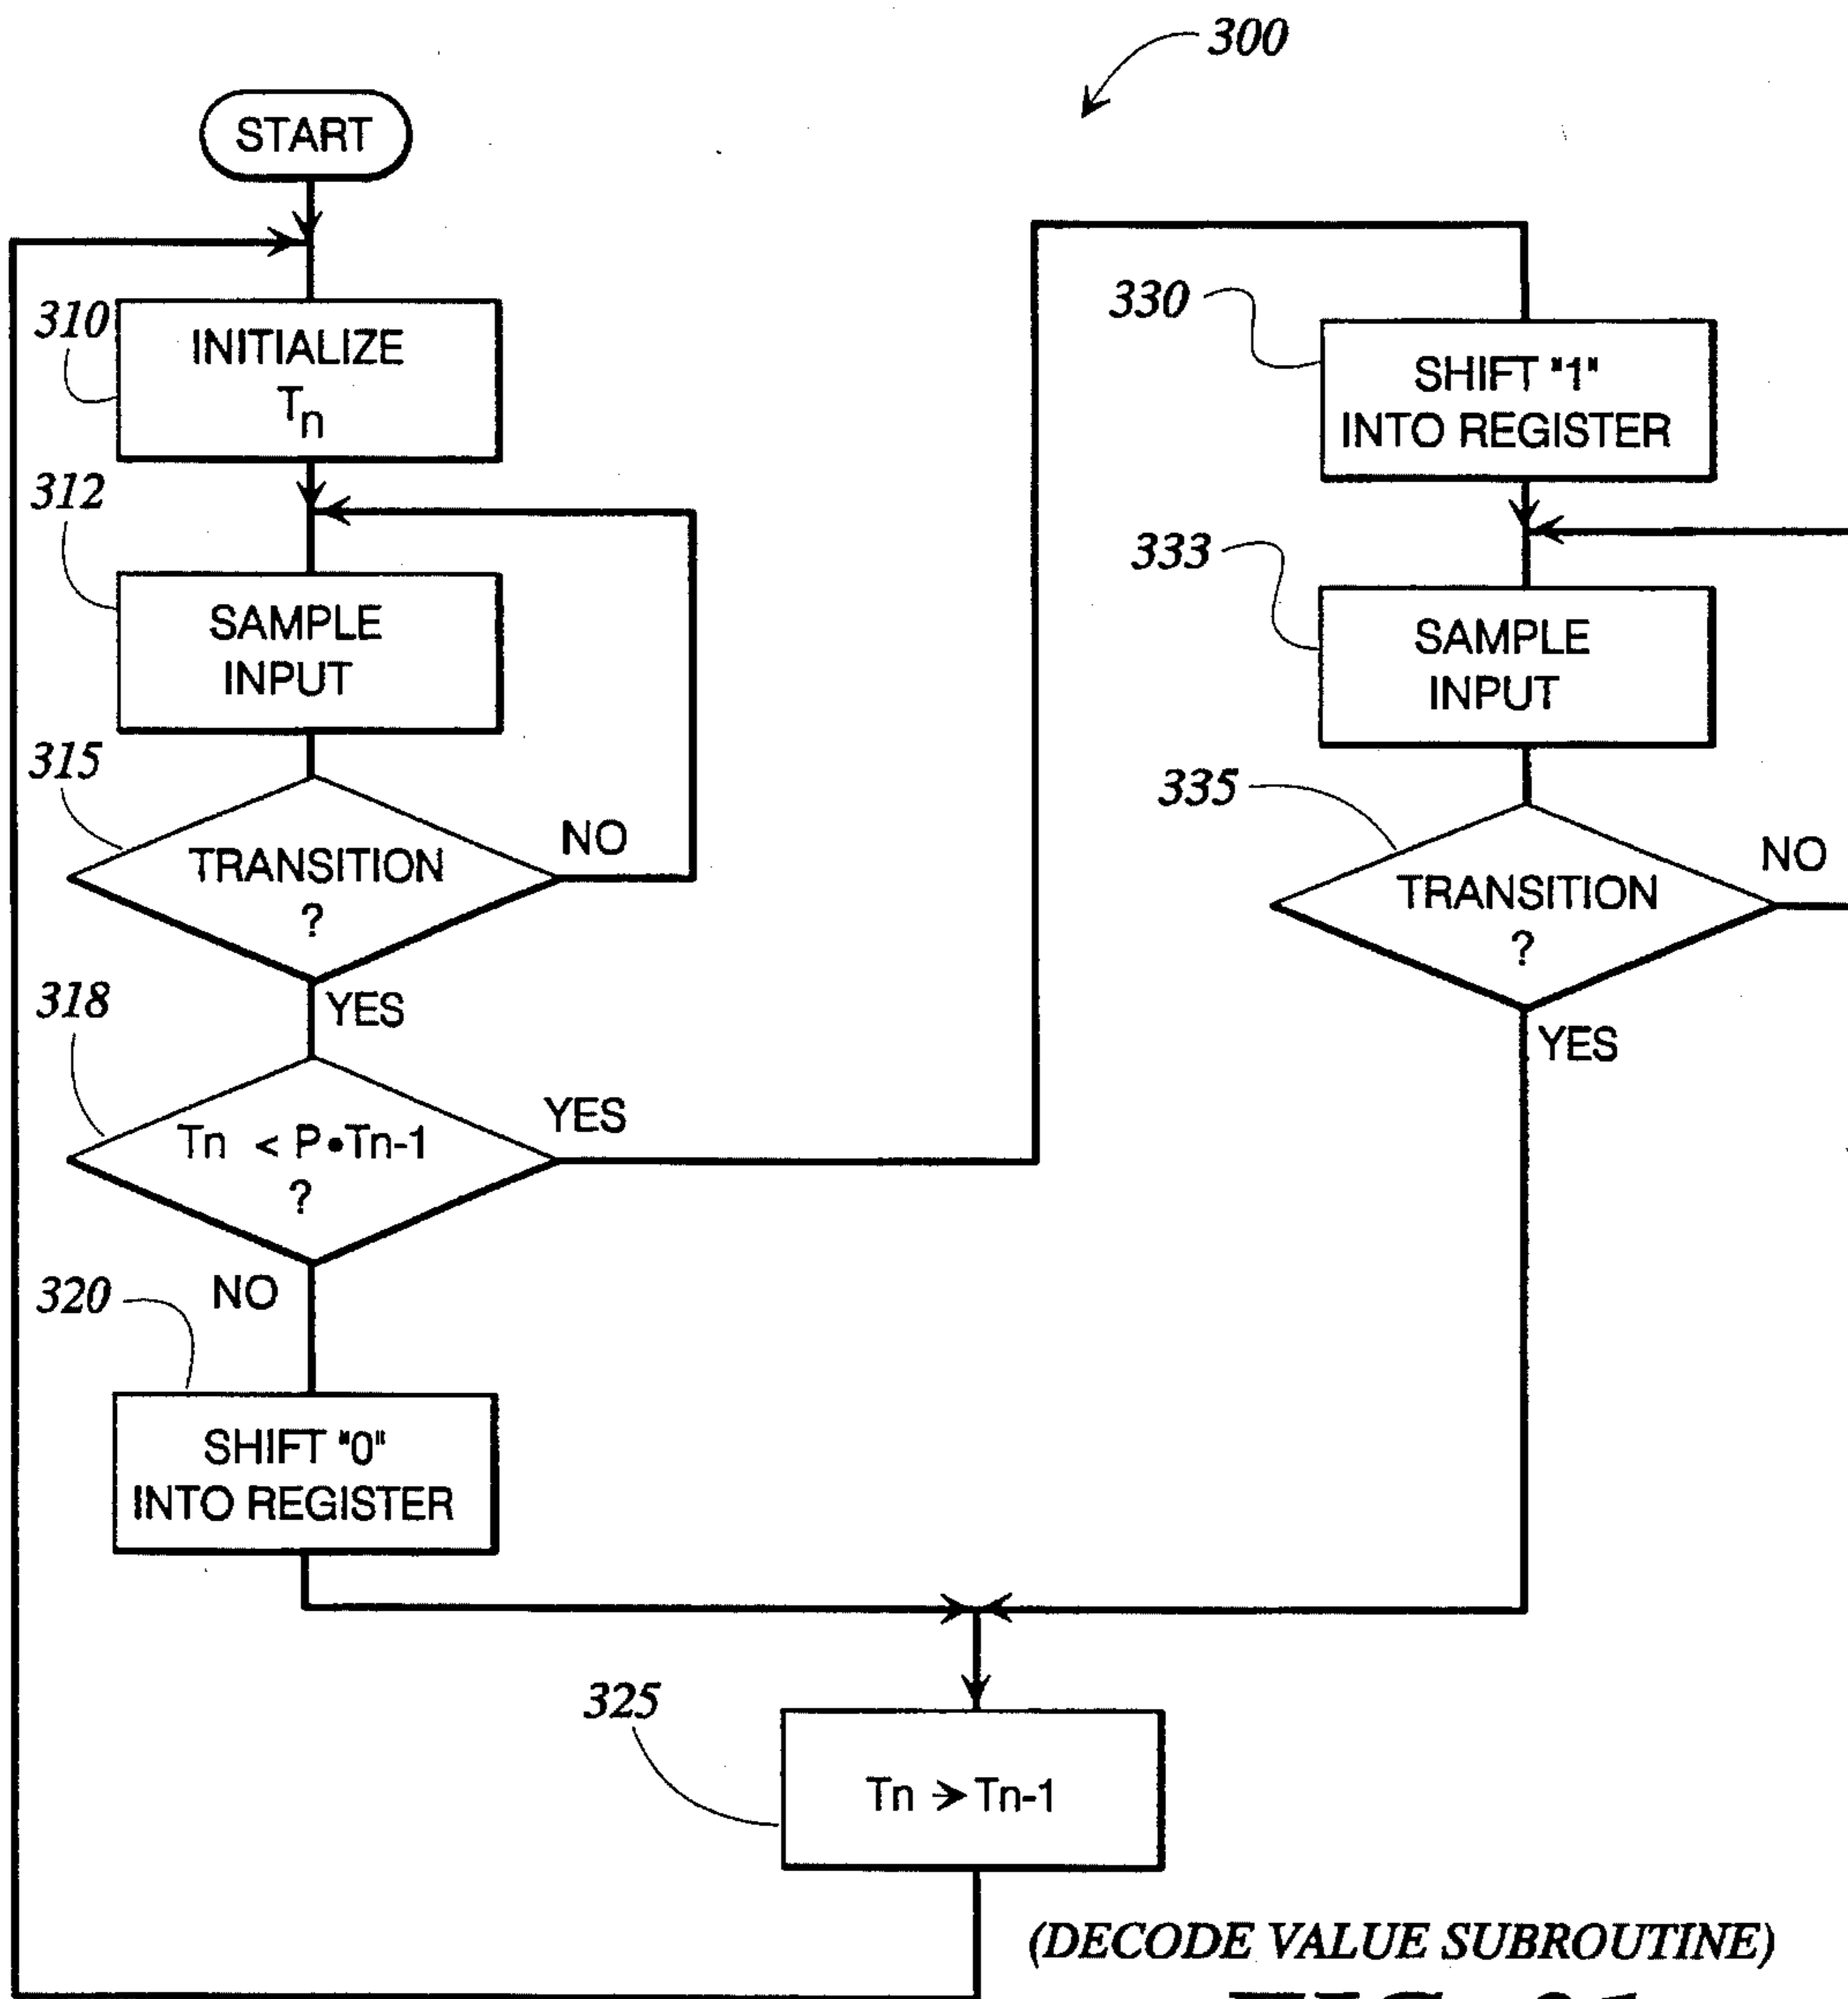 300
START
310
INITIALIZE
Tn
312
SAMPLE
INPUT
315
TRANSITION
?
NO
YES
318
Tn < P•Tn-1
?
YES
NO
320
SHIFT "0"
INTO REGISTER
330
SHIFT "1"
INTO REGISTER
333
SAMPLE
INPUT
335
TRANSITION
?
NO
YES
325
Tn → Tn-1
(DECODE VALUE SUBROUTINE)